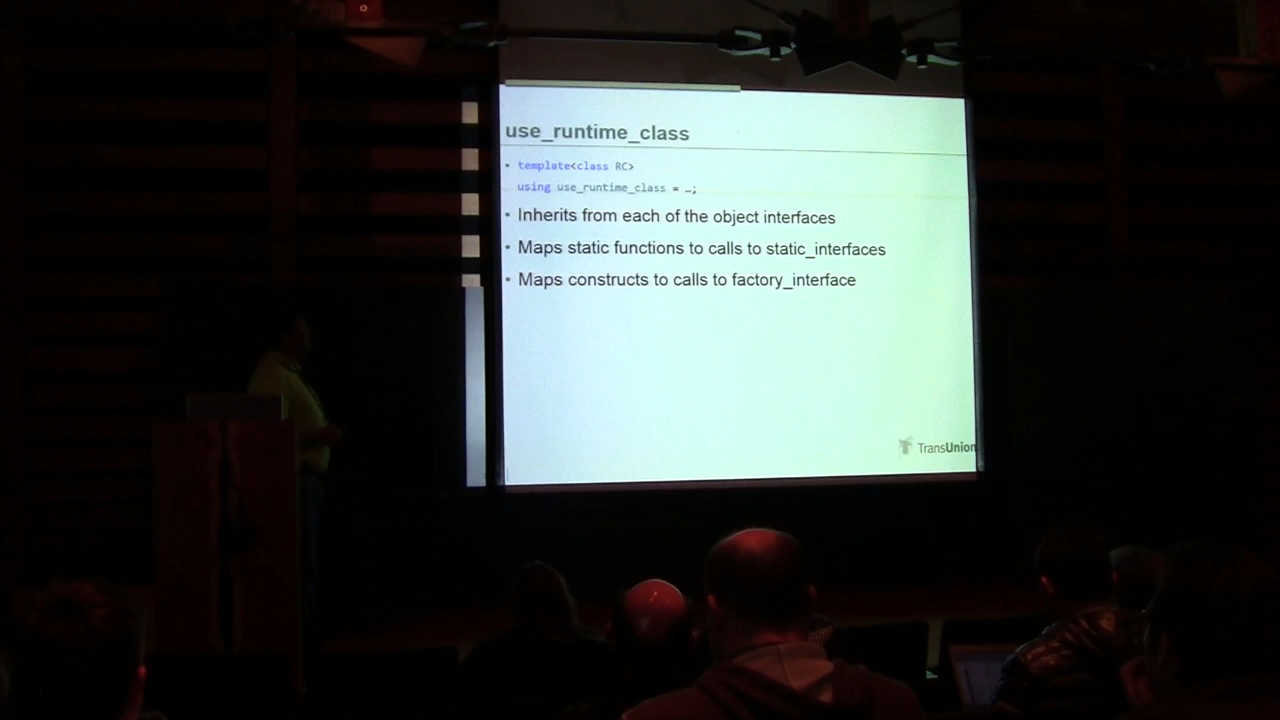 use_runtime_class
• template<class RC>
using use_runtime_class = …;
• Inherits from each of the object interfaces
• Maps static functions to calls to static_interfaces
• Maps constructs to calls to factory_interface
TransUnion